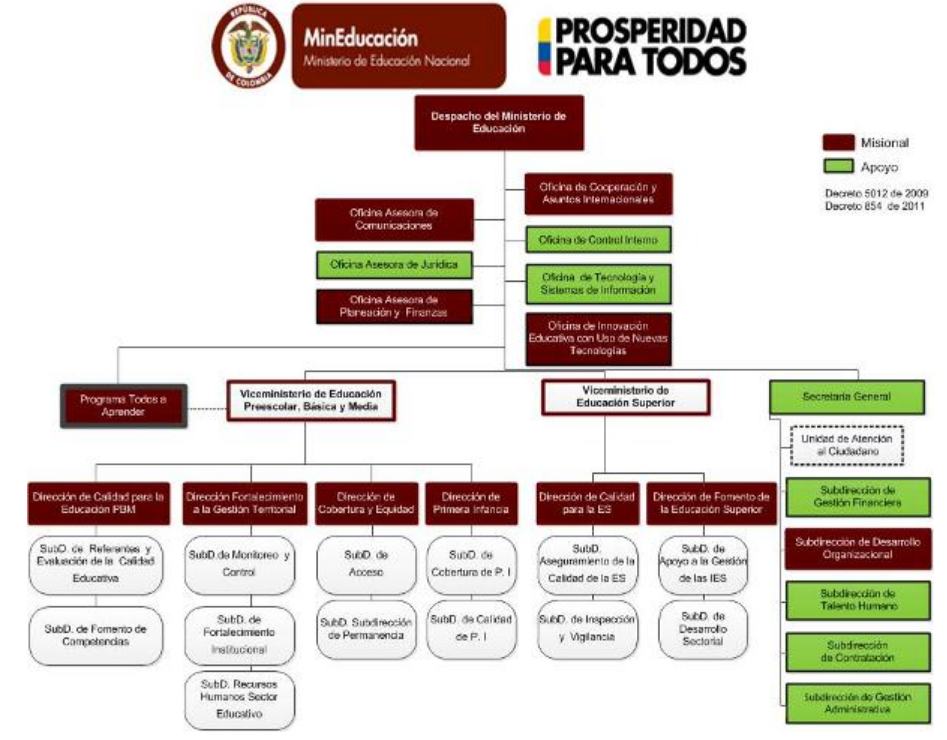 REPÚBLICA
DE COLOMBIA
MinEducación
Ministerio de Educación Nacional
PROSPERIDAD
PARA TODOS
Despacho del Ministerio de
Educación
Misional
Apoyo
Decreto 5012 de 2009
Decreto 854 de 2011
Oficina de Cooperación y
Asuntos Internacionales
Oficina Asesora de
Comunicaciones
Oficina de Control Interno
Oficina Asesora de Jurídica
Oficina de Tecnología y
Sistemas de Información
Oficina Asesora de
Planeación y Finanzas
Oficina de Innovación
Educativa con Uso de Nuevas
Tecnologías
Programa Todos a
Aprender
Viceministerio de Educación
Preescolar, Básica y Media
Viceministerio de
Educación Superior
Secretaría General
Unidad de Atención
al Ciudadano
Dirección de Calidad para la
Educación PBM
Dirección Fortalecimiento
a la Gestión Territorial
Dirección de
Cobertura y Equidad
Dirección de
Primera Infancia
Dirección de Calidad
para la ES
Dirección de Fomento de
la Educación Superior
Subdirección de
Gestión Financiera
SubD. de Referentes y
Evaluación de la Calidad
Educativa
SubD.de Monitoreo y
Control
SubD. de
Acceso
SubD. de
Cobertura de P. I
SubD.
Aseguramiento de la
Calidad de la ES
SubD. de
Apoyo a la Gestión
de las IES
Subdirección de Desarrollo
Organizacional
SubD. de Fomento de
Competencias
SubD. de
Fortalecimiento
Institucional
SubD. Subdirección
de Permanencia
SubD. de Calidad
de P. I
SubD. de Inspección
y Vigilancia
SubD. de
Desarrollo
Sectorial
Subdirección de
Talento Humano
Subdirección
de Contratación
SubD. Recursos
Humanos Sector
Educativo
Subdirección de Gestión
Administrativa